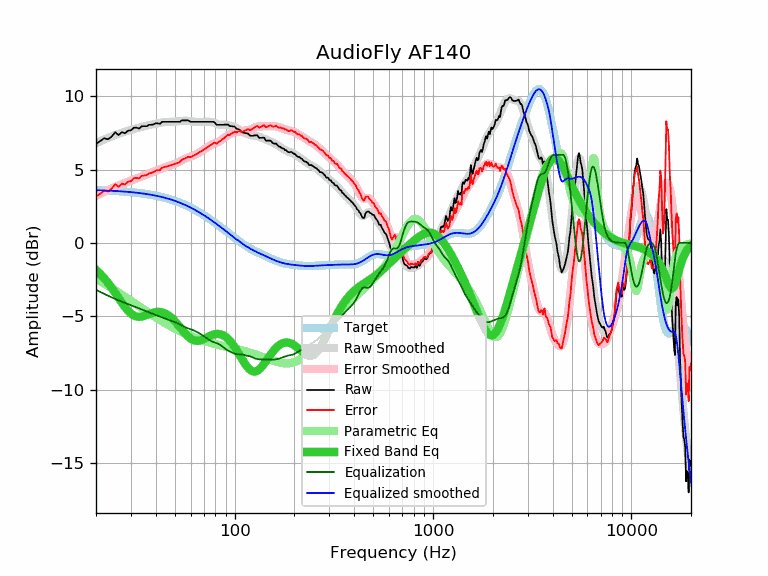 AudioFly AF140
Amplitude (dBr)
10
5
0
−5
−10
−15
Target
Raw Smoothed
Error Smoothed
Raw
Error
Parametric Eq
Fixed Band Eq
Equalization
Equalized smoothed
100
1000
10000
Frequency (Hz)